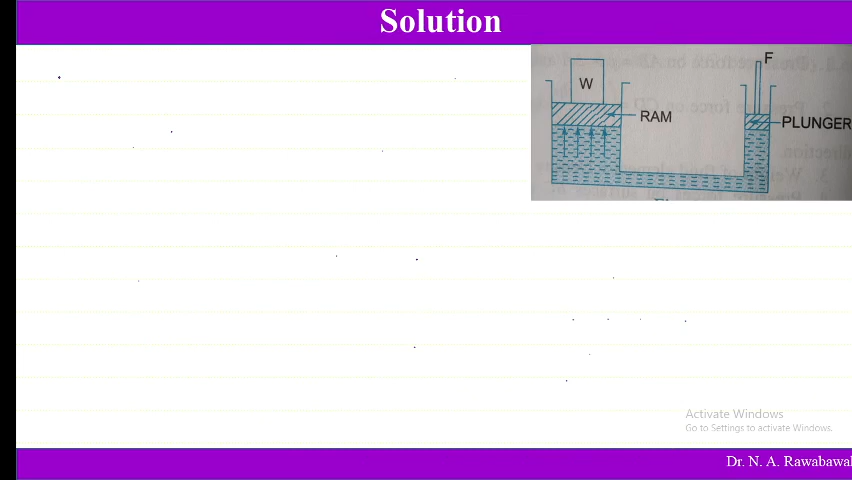 Solution
F
W
RAM
PLUNGER
Activate Windows
Go to Settings to activate Windows.
Dr. N. A. Rawabawal